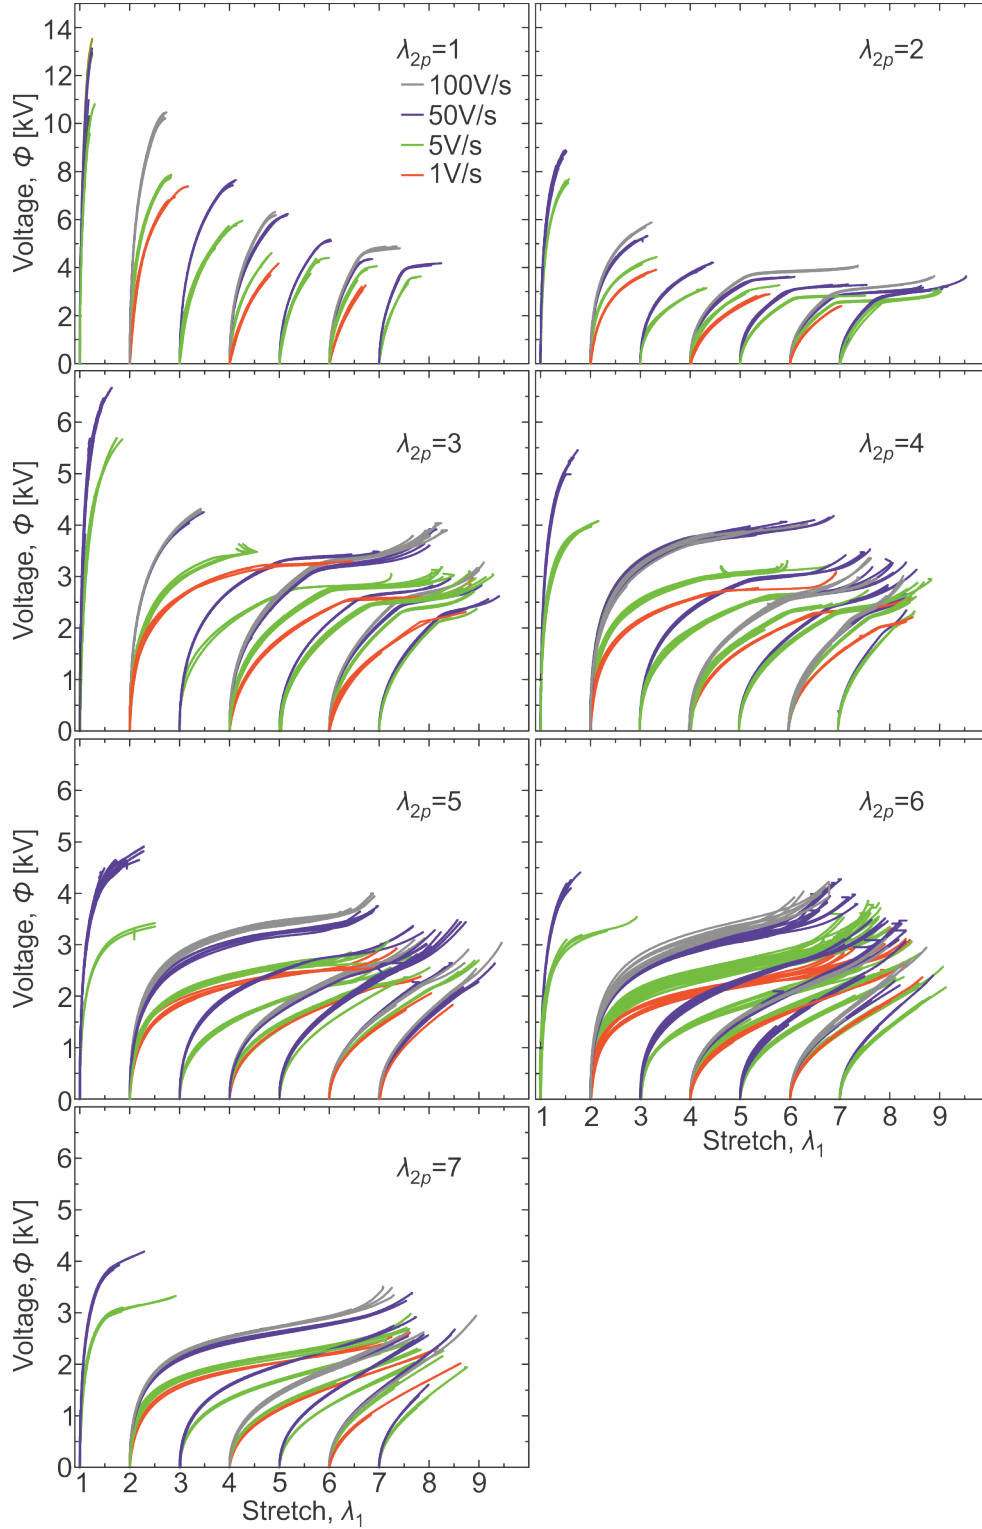 14
12
10
8
6
4
2
0
Voltage, Φ [kV]
λ2p=1
100V/s
50V/s
5V/s
1V/s
λ2p=2
6
5
4
3
2
1
0
Voltage, Φ [kV]
λ2p=3
λ2p=4
6
5
4
3
2
1
0
Voltage, Φ [kV]
λ2p=5
λ2p=6
1 2 3 4 5 6 7 8 9
Stretch, λ1
6
5
4
3
2
1
0
Voltage,Φ [kV]
λ2p=7
1 2 3 4 5 6 7 8 9
Stretch, λ1